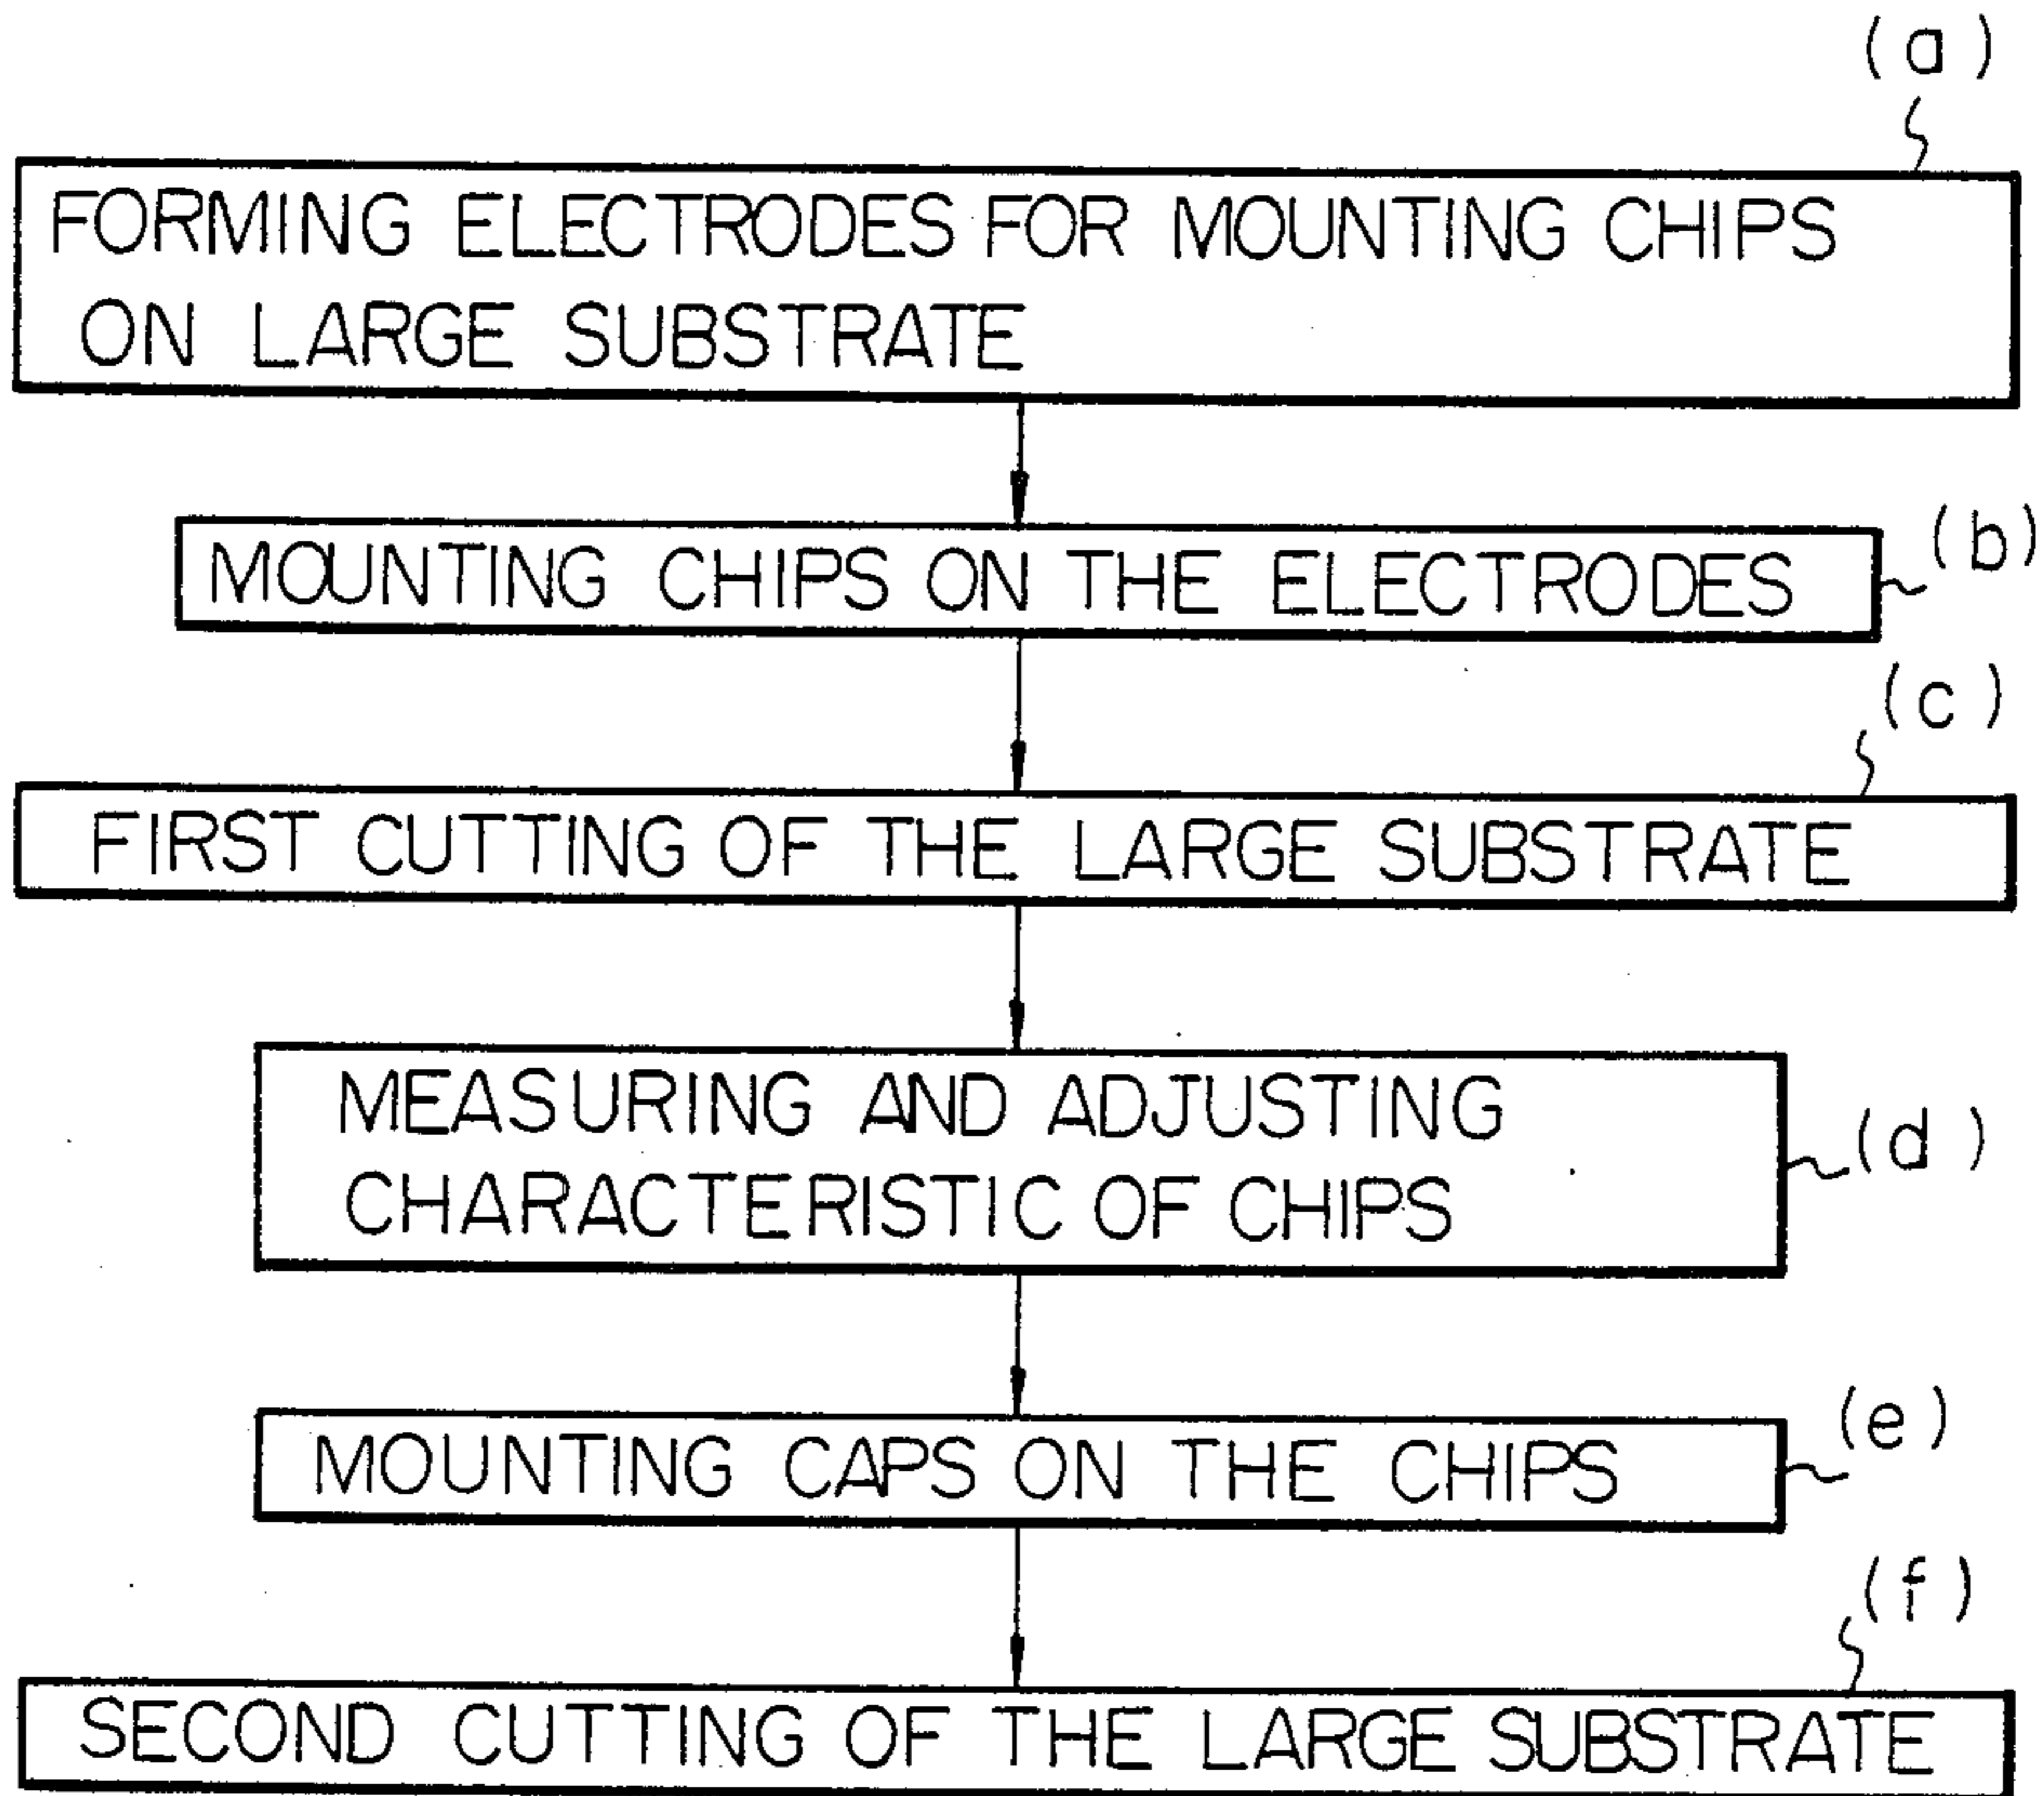 (a)
FORMING ELECTRODES FOR MOUNTING CHIPS
ON LARGE SUBSTRATE
(b)
MOUNTING CHIPS ON THE ELECTRODES
(c)
FIRST CUTTING OF THE LARGE SUBSTRATE
MEASURING AND ADJUSTING
CHARACTERISTIC OF CHIPS
(d)
MOUNTING CAPS ON THE CHIPS
(e)
(f)
SECOND CUTTING OF THE LARGE SUBSTRATE